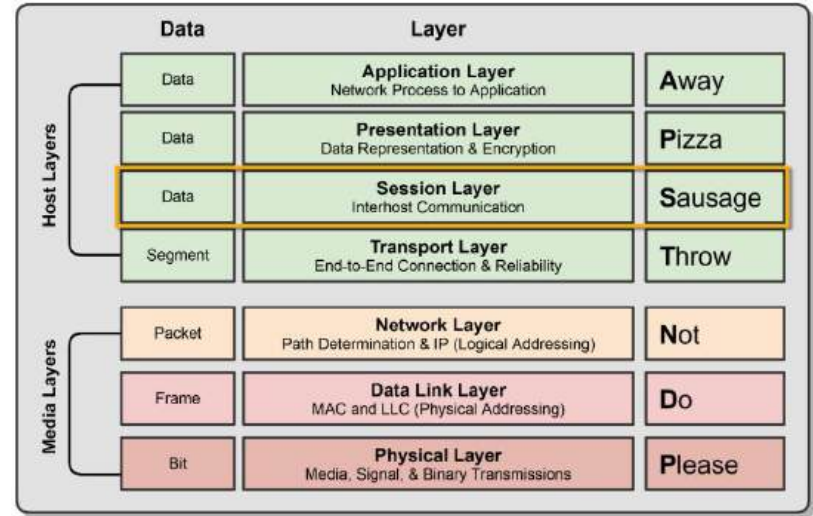 Data Layer
Host Layers
Data Application Layer Away
Network Process to Application
Data Presentation Layer Pizza
Data Representation & Encryption
Data Session Layer Sausage
Interhost Communication
Segment Transport Layer Throw
End-to-End Connection & Reliability
Media Layers
Packet Network Layer Not
Path Determination & IP (Logical Addressing)
Frame Data Link Layer Do
MAC and LLC (Physical Addressing)
Bit Physical Layer Please
Media, Signal, & Binary Transmissions